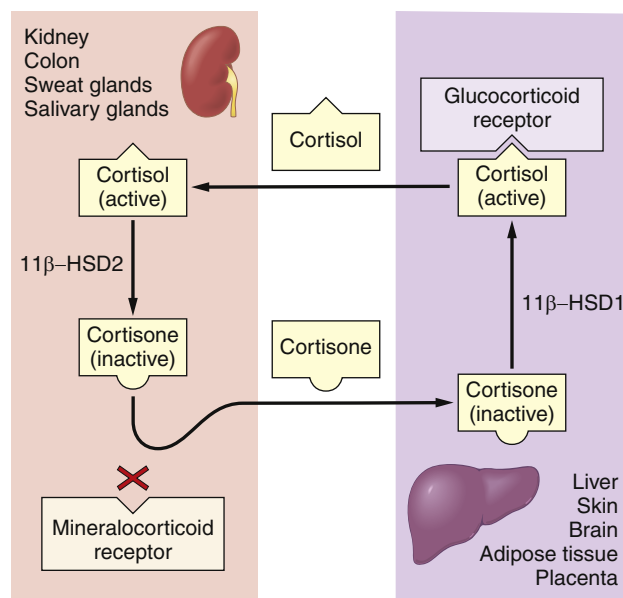 Kidney
Colon
Sweat glands
Salivary glands
Cortisol
Glucocorticoid
receptor
Cortisol
(active)
Cortisol
(active)
11β–HSD2
11β–HSD1
Cortisone
(inactive)
Cortisone
Cortisone
(inactive)
Mineralocorticoid
receptor
Liver
Skin
Brain
Adipose tissue
Placenta